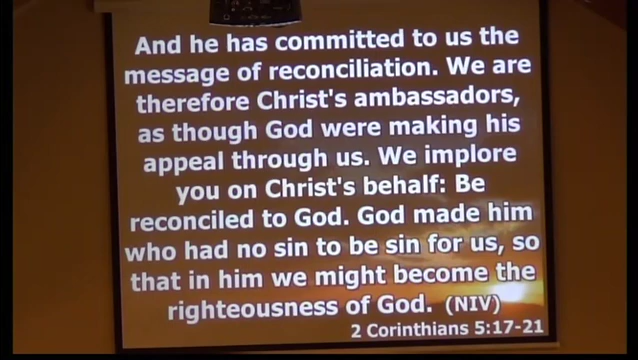 And he has committed to us the
message of reconciliation. We are
therefore Christ's ambassadors,
as though God were making his
appeal through us. We implore
you on Christ's behalf: Be
reconciled to God. God made him
who had no sin to be sin for us, so
that in him we might become the
righteousness of God. (NIV)
2 Corinthians 5:17-21